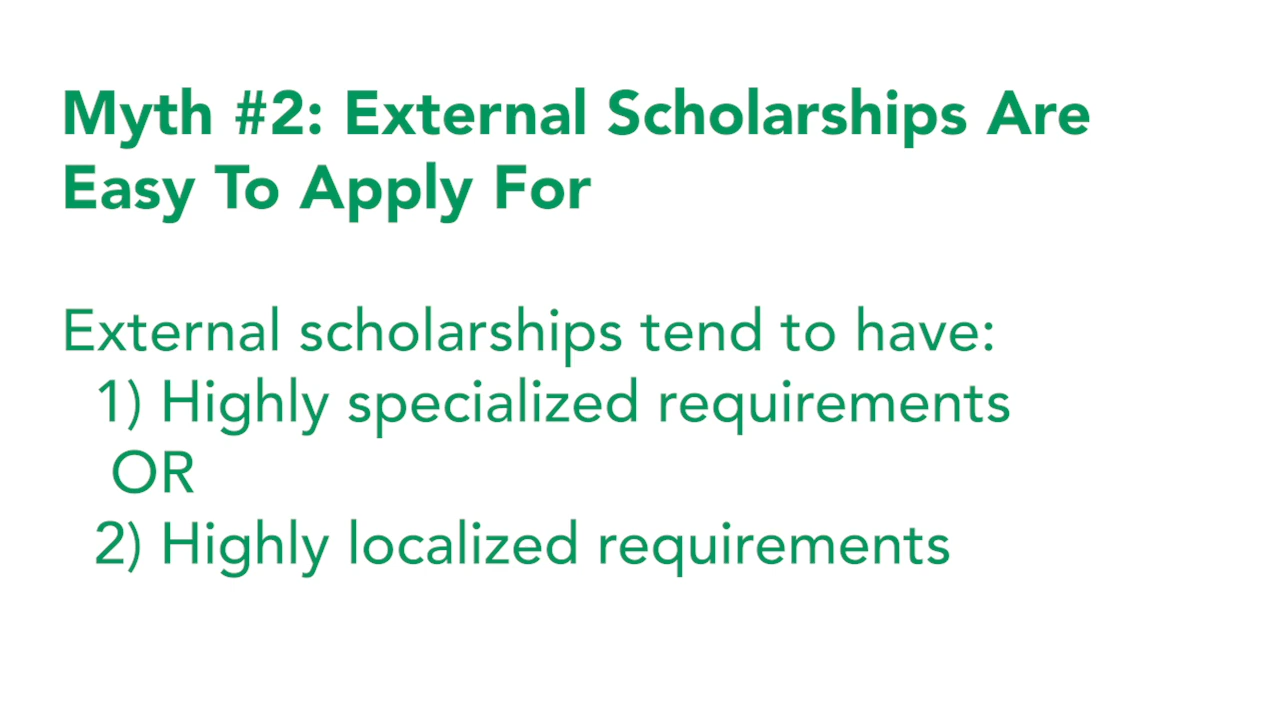 Myth #2: External Scholarships Are
Easy To Apply For
External scholarships tend to have:
1) Highly specialized requirements
OR
2) Highly localized requirements